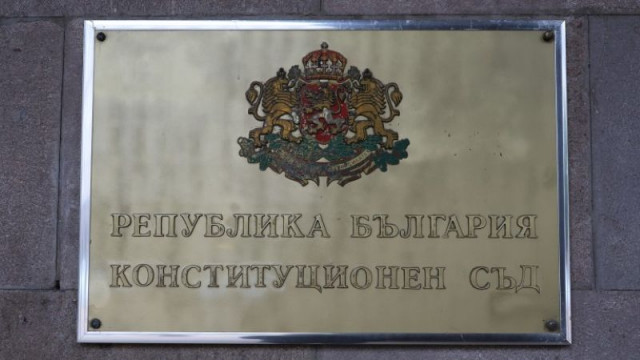 РЕПУБЛИКА БЪЛГАРИЯ
КОНСТИТУЦИОНЕН СЪД